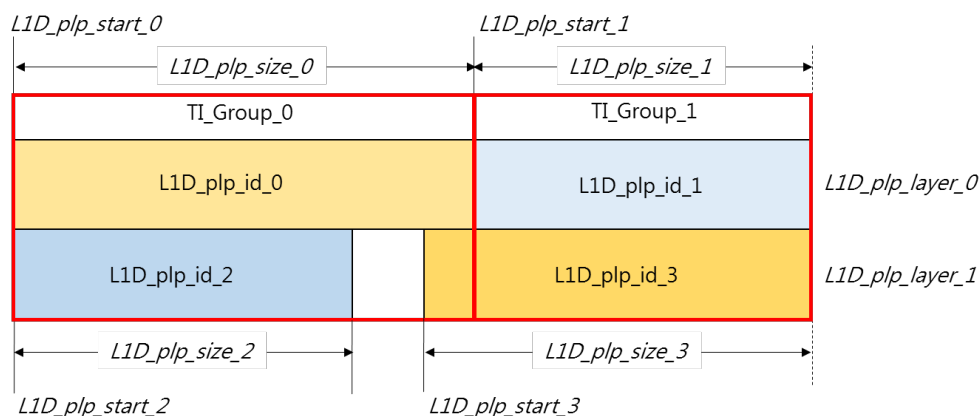 L1D_plp_start_0
L1D_plp_start_1
L1D_plp_size_0
L1D_plp_size_1
TI_Group_0
TI_Group_1
L1D_plp_id_0
L1D_plp_id_1
L1D_plp_layer_0
L1D_plp_id_2
L1D_plp_id_3
L1D_plp_layer_1
L1D_plp_size_2
L1D_plp_size_3
L1D_plp_start_2
L1D_plp_start_3